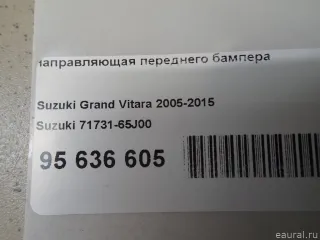 направляющая переднего бампера
Suzuki Grand Vitara 2005-2015
Suzuki 71731-65J00
95 636 605
eaural.ru